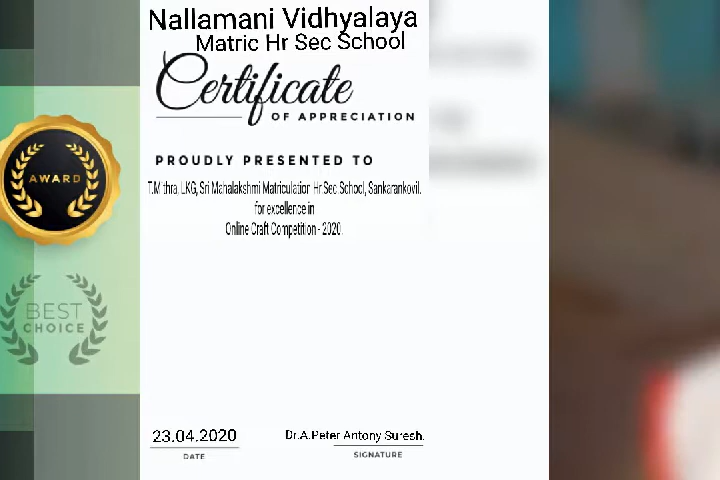 Nallamani Vidhyalaya
Matric Hr Sec School
Certificate
OF APPRECIATION
PROUDLY PRESENTED TO
AWARD
T.Mithra, LKG, Sri Mahalakshmi Matriculation Hr Sec School, Sankarankovil.
for excellence in
Online Craft Competition - 2020.
BEST
CHOICE
23.04.2020
Dr.A.Peter Antony Suresh.
DATE
SIGNATURE